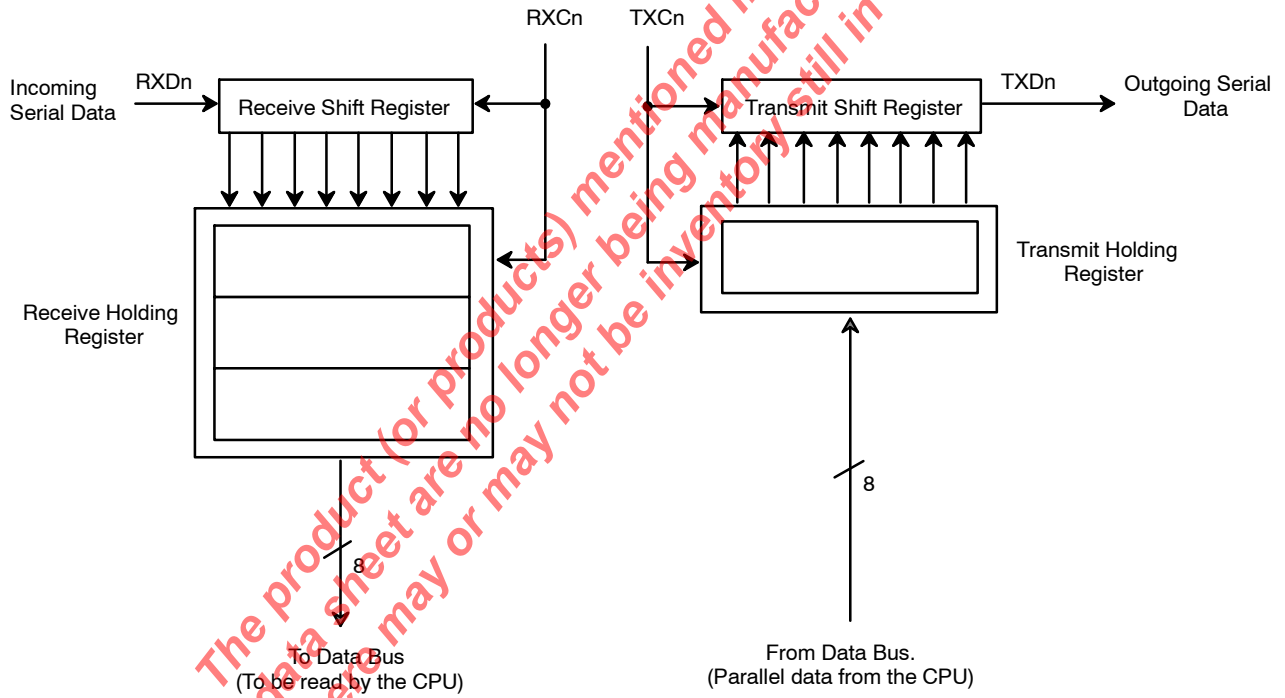 RXCn
TXCn
Incoming
Serial Data
RXDn
Receive Shift Register
Transmit Shift Register
TXDn
Outgoing Serial
Data
Receive Holding
Register
Transmit Holding
Register
8
8
To Data Bus
(To be read by the CPU)
From Data Bus.
(Parallel data from the CPU)
The product (or products) mentioned
data sheet are no longer being manufac
ere may or may not be inventory still in